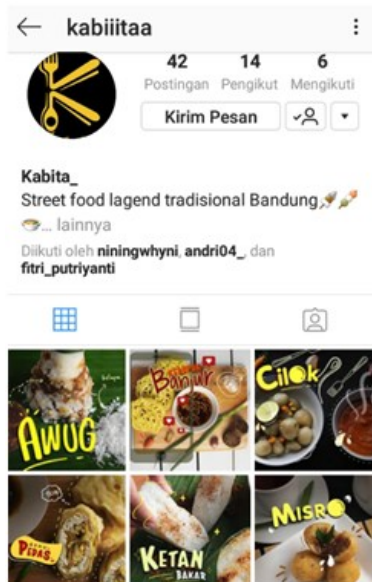 kabiiitaa
42 14 6
Postingan Pengikut Mengikuti
Kirim Pesan
Kabita_
Street food lagend tradisional Bandung
... lainnya
Diikuti oleh niningwhyni, andri04_, dan
fitri_putriyanti
AWUG
Banjur
Cilok
PEDAS
KETAN
BAKAR
MISRO